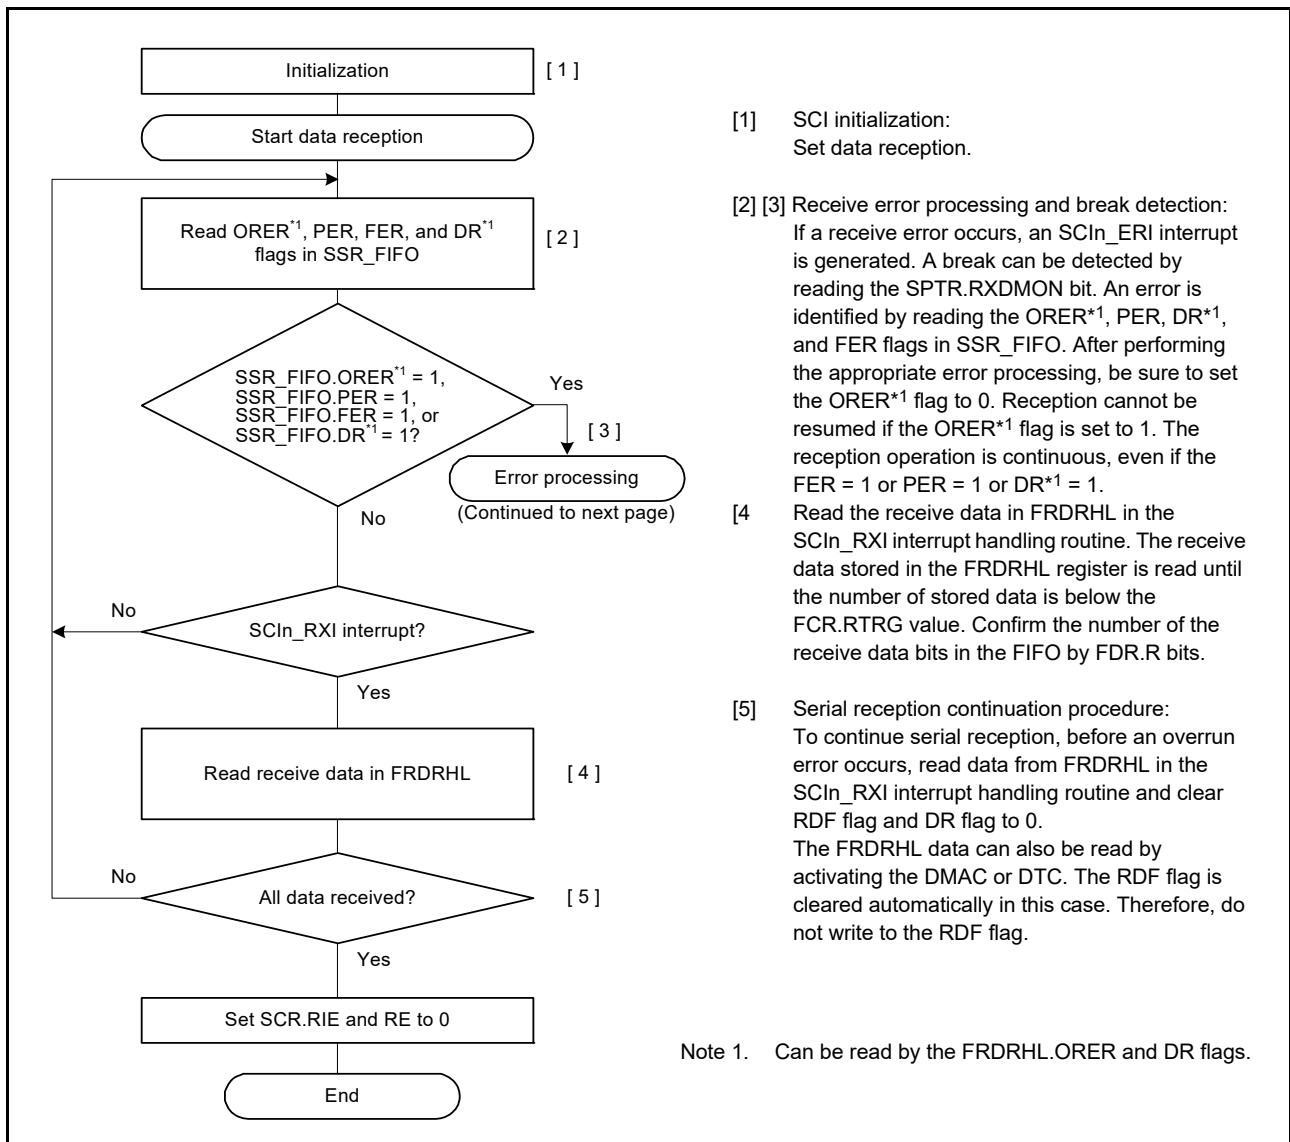 Initialization
[ 1 ]
Start data reception
Read ORER*1, PER, FER, and DR*1
flags in SSR_FIFO
[ 2 ]
SSR_FIFO.ORER*1 = 1,
SSR_FIFO.PER = 1,
SSR_FIFO.FER = 1, or
SSR_FIFO.DR*1 = 1?
Yes
[ 3 ]
Error processing
(Continued to next page)
No
No
SCIn_RXI interrupt?
Yes
Read receive data in FRDRHL
[ 4 ]
No
All data received?
[ 5 ]
Yes
Set SCR.RIE and RE to 0
End
[1] SCI initialization:
Set data reception.
[2] [3] Receive error processing and break detection:
If a receive error occurs, an SCIn_ERI interrupt
is generated. A break can be detected by
reading the SPTR.RXDMON bit. An error is
identified by reading the ORER*1, PER, DR*1,
and FER flags in SSR_FIFO. After performing
the appropriate error processing, be sure to set
the ORER*1 flag to 0. Reception cannot be
resumed if the ORER*1 flag is set to 1. The
reception operation is continuous, even if the
FER = 1 or PER = 1 or DR*1 = 1.
[4 Read the receive data in FRDRHL in the
SCIn_RXI interrupt handling routine. The receive
data stored in the FRDRHL register is read until
the number of stored data is below the
FCR.RTRG value. Confirm the number of the
receive data bits in the FIFO by FDR.R bits.
[5] Serial reception continuation procedure:
To continue serial reception, before an overrun
error occurs, read data from FRDRHL in the
SCIn_RXI interrupt handling routine and clear
RDF flag and DR flag to 0.
The FRDRHL data can also be read by
activating the DMAC or DTC. The RDF flag is
cleared automatically in this case. Therefore, do
not write to the RDF flag.
Note 1. Can be read by the FRDRHL.ORER and DR flags.